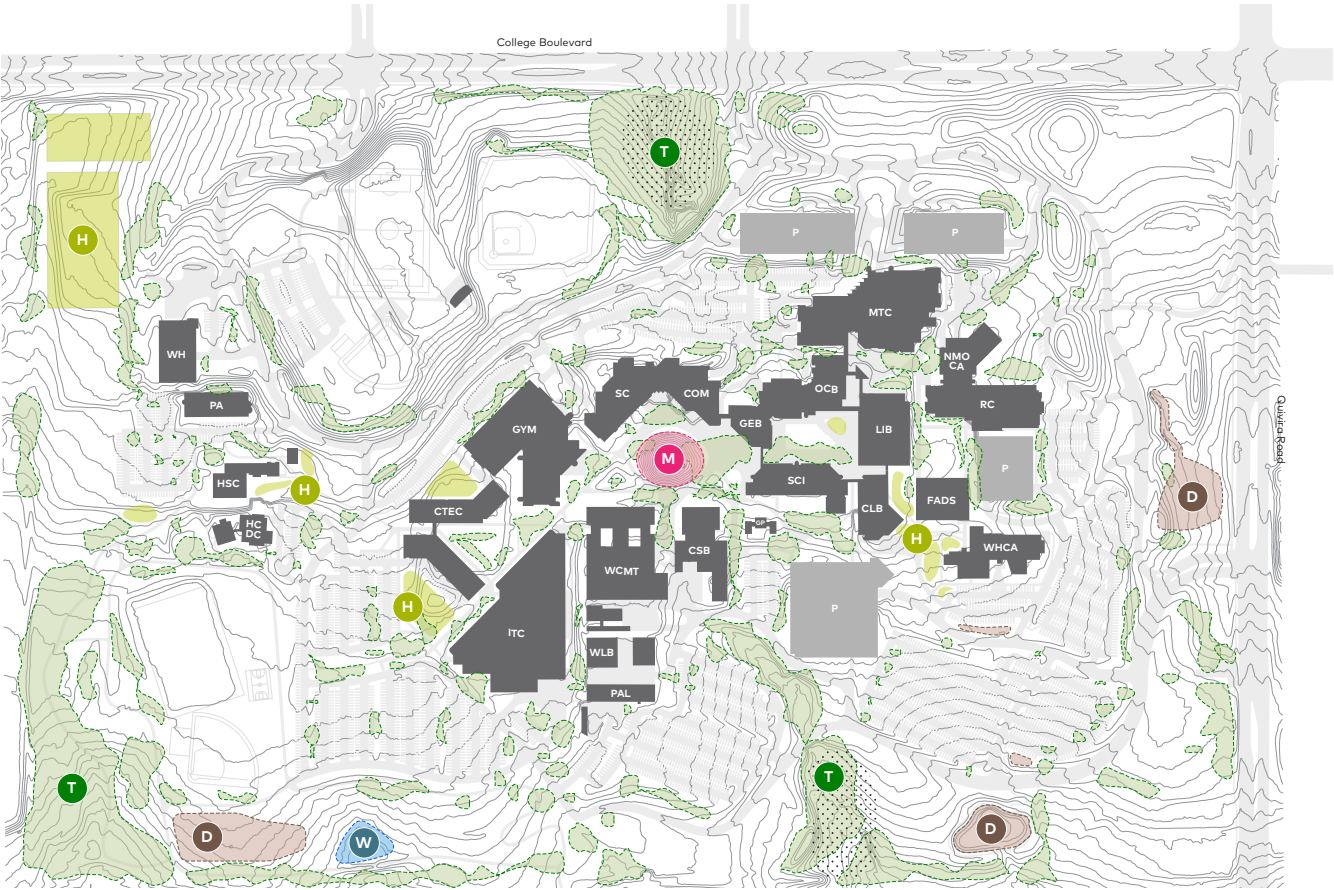 College Boulevard
T
H
P
P
MTC
WH
NMO
CA
PA
SC
COM
OCB
RC
GYM
GEB
LIB
Quivira Road
M
P
HSC
H
SCI
D
CTEC
CLB
FADS
HC
DC
GP
H
WHCA
CSB
WCMT
H
P
ITC
WLB
PAL
T
T
D
W
D